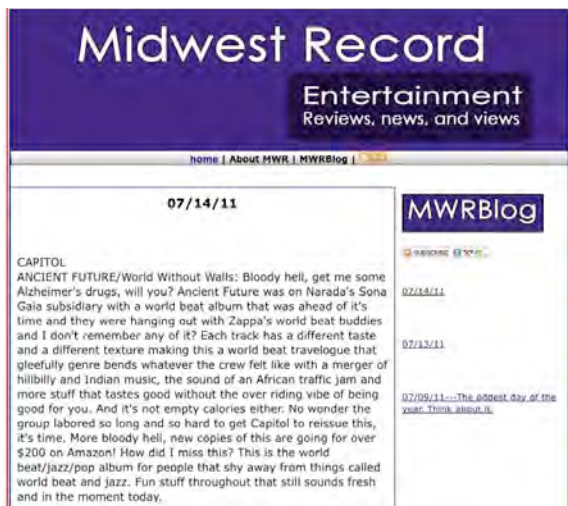 Midwest Record
Entertainment
Reviews, news, and views
home | About MWR | MWRBlog |
07/14/11
CAPITOL
ANCIENT FUTURE/World Without Walls: Bloody hell, get me some
Alzheimer's drugs, will you? Ancient Future was on Narada's Sona
Gaia subsidiary with a world beat album that was ahead of it's
time and they were hanging out with Zappa's world beat buddies
and I don't remember any of it? Each track has a different taste
and a different texture making this a world beat travelogue that
gleefully genre bends whatever the crew felt like with a merger of
hillbilly and Indian music, the sound of an African traffic jam and
more stuff that tastes good without the over riding vibe of being
good for you. And it's not empty calories either. No wonder the
group labored so long and so hard to get Capitol to reissue this,
it's time. More bloody hell, new copies of this are going for over
$200 on Amazon! How did I miss this? This is the world
beat/jazz/pop album for people that shy away from things called
world beat and jazz. Fun stuff throughout that still sounds fresh
and in the moment today.
MWRBlog
SUBSCRIBE
07/14/11
07/13/11
07/09/11---The oddest day of the
year. Think about it.